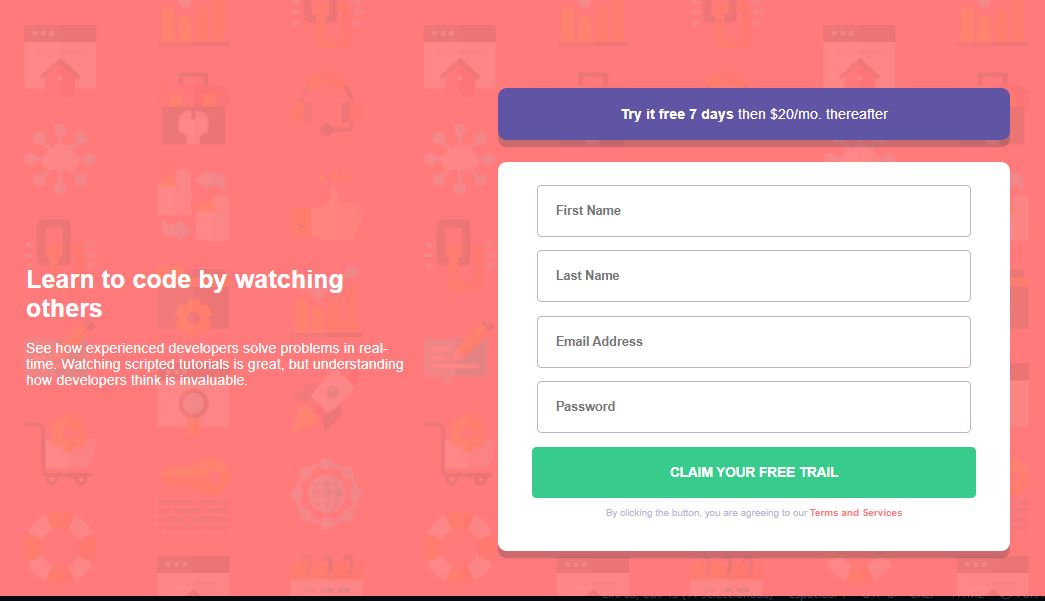 Try it free 7 days then $20/mo. thereafter
First Name
Last Name
Learn to code by watching
others
Email Address
See how experienced developers solve problems in real-
time. Watching scripted tutorials is great, but understanding
how developers think is invaluable.
Password
CLAIM YOUR FREE TRAIL
By clicking the button, you are agreeing to our Terms and Services